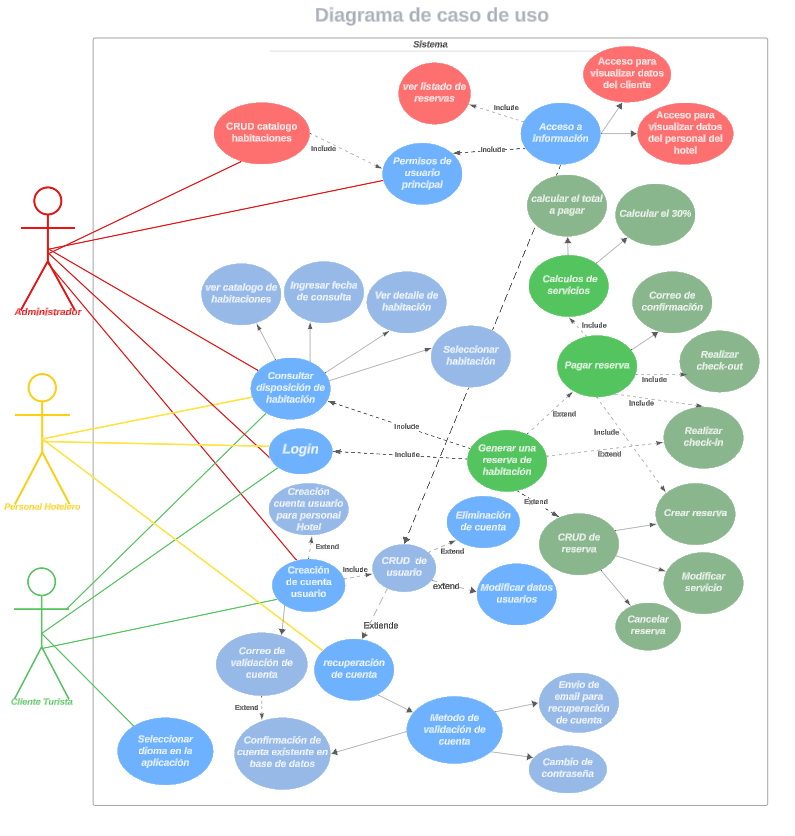 Diagrama de caso de uso
Sistema
ver listado de
reservas
Include
Acceso para
visualizar datos
del cliente
Acceso a
información
Acceso para
visualizar datos
del personal del
hotel
CRUD catalogo
habitaciones
Include
Include
Permisos de
usuario
principal
calcular el total
a pagar
Calcular el 30%
Administrador
ver catalogo de
habitaciones
Ingresar fecha
de consulta
Ver detalle de
habitación
Calculos de
servicios
Correo de
confirmación
Include
Seleccionar
habitación
Pagar reserva
Realizar
check-out
Include
Consultar
disposición de
habitación
Include
Extend
Include
Include
Realizar
check-in
Extend
Login
Include
Generar una
reserva de
habitación
Personal Hotelero
Creación
cuenta usuario
para personal
Hotel
Extend
Eliminación
de cuenta
Extend
Crear reserva
CRUD de
reserva
Extend
CRUD de
usuario
Include
Creación
de cuenta
usuario
extend
Modificar datos
usuarios
Modificar
servicio
Extiende
Cancelar
reserva
Cliente Turista
Correo de
validación de
cuenta
recuperación
de cuenta
Extend
Envio de
email para
recuperación
de cuenta
Metodo de
validación de
cuenta
Seleccionar
dioma en la
aplicación
Confirmación de
cuenta existente en
base de datos
Cambio de
contraseña